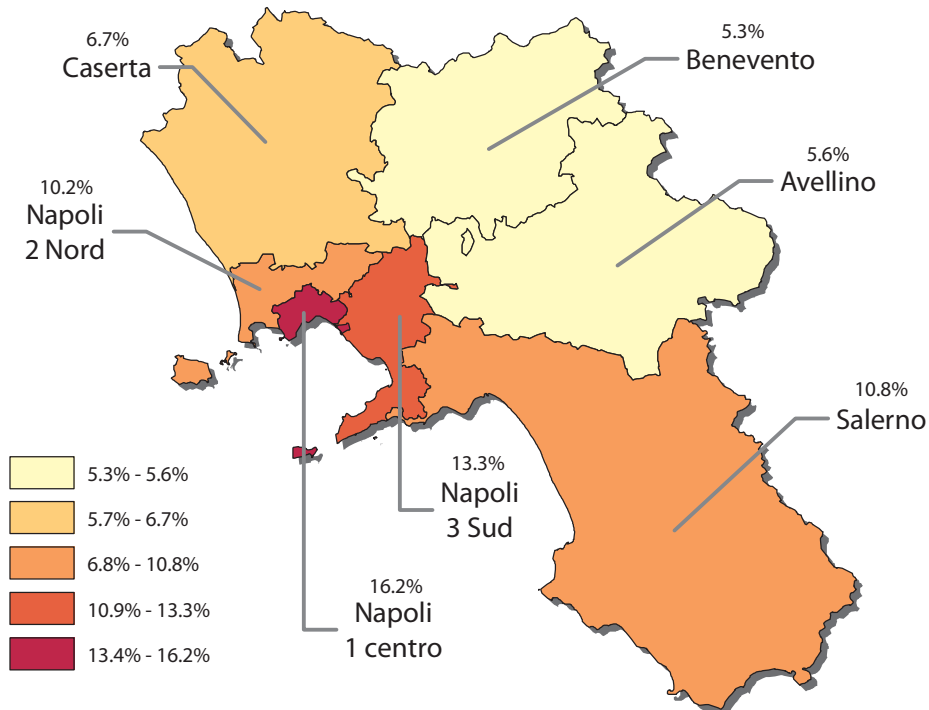 6.7%
Caserta
5.3%
Benevento
5.6%
Avellino
10.2%
Napoli
2 Nord
10.8%
Salerno
13.3%
Napoli
3 Sud
16.2%
Napoli
1 centro
5.3% - 5.6%
5.7% - 6.7%
6.8% - 10.8%
10.9% - 13.3%
13.4% - 16.2%